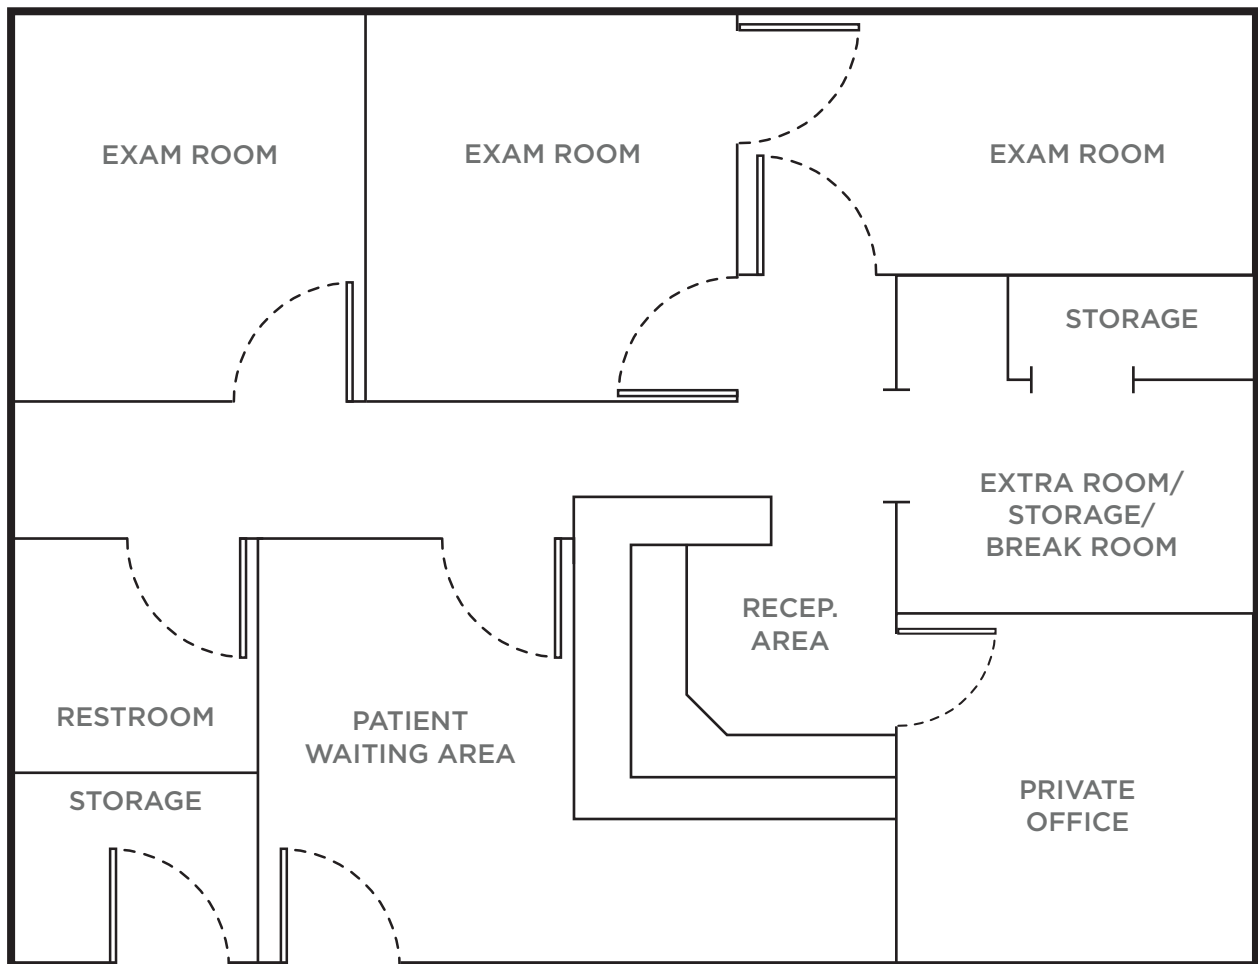 EXAM ROOM
EXAM ROOM
EXAM ROOM
STORAGE
EXTRA ROOM/
STORAGE/
BREAK ROOM
RECEP.
AREA
RESTROOM
PATIENT
WAITING AREA
STORAGE
PRIVATE
OFFICE